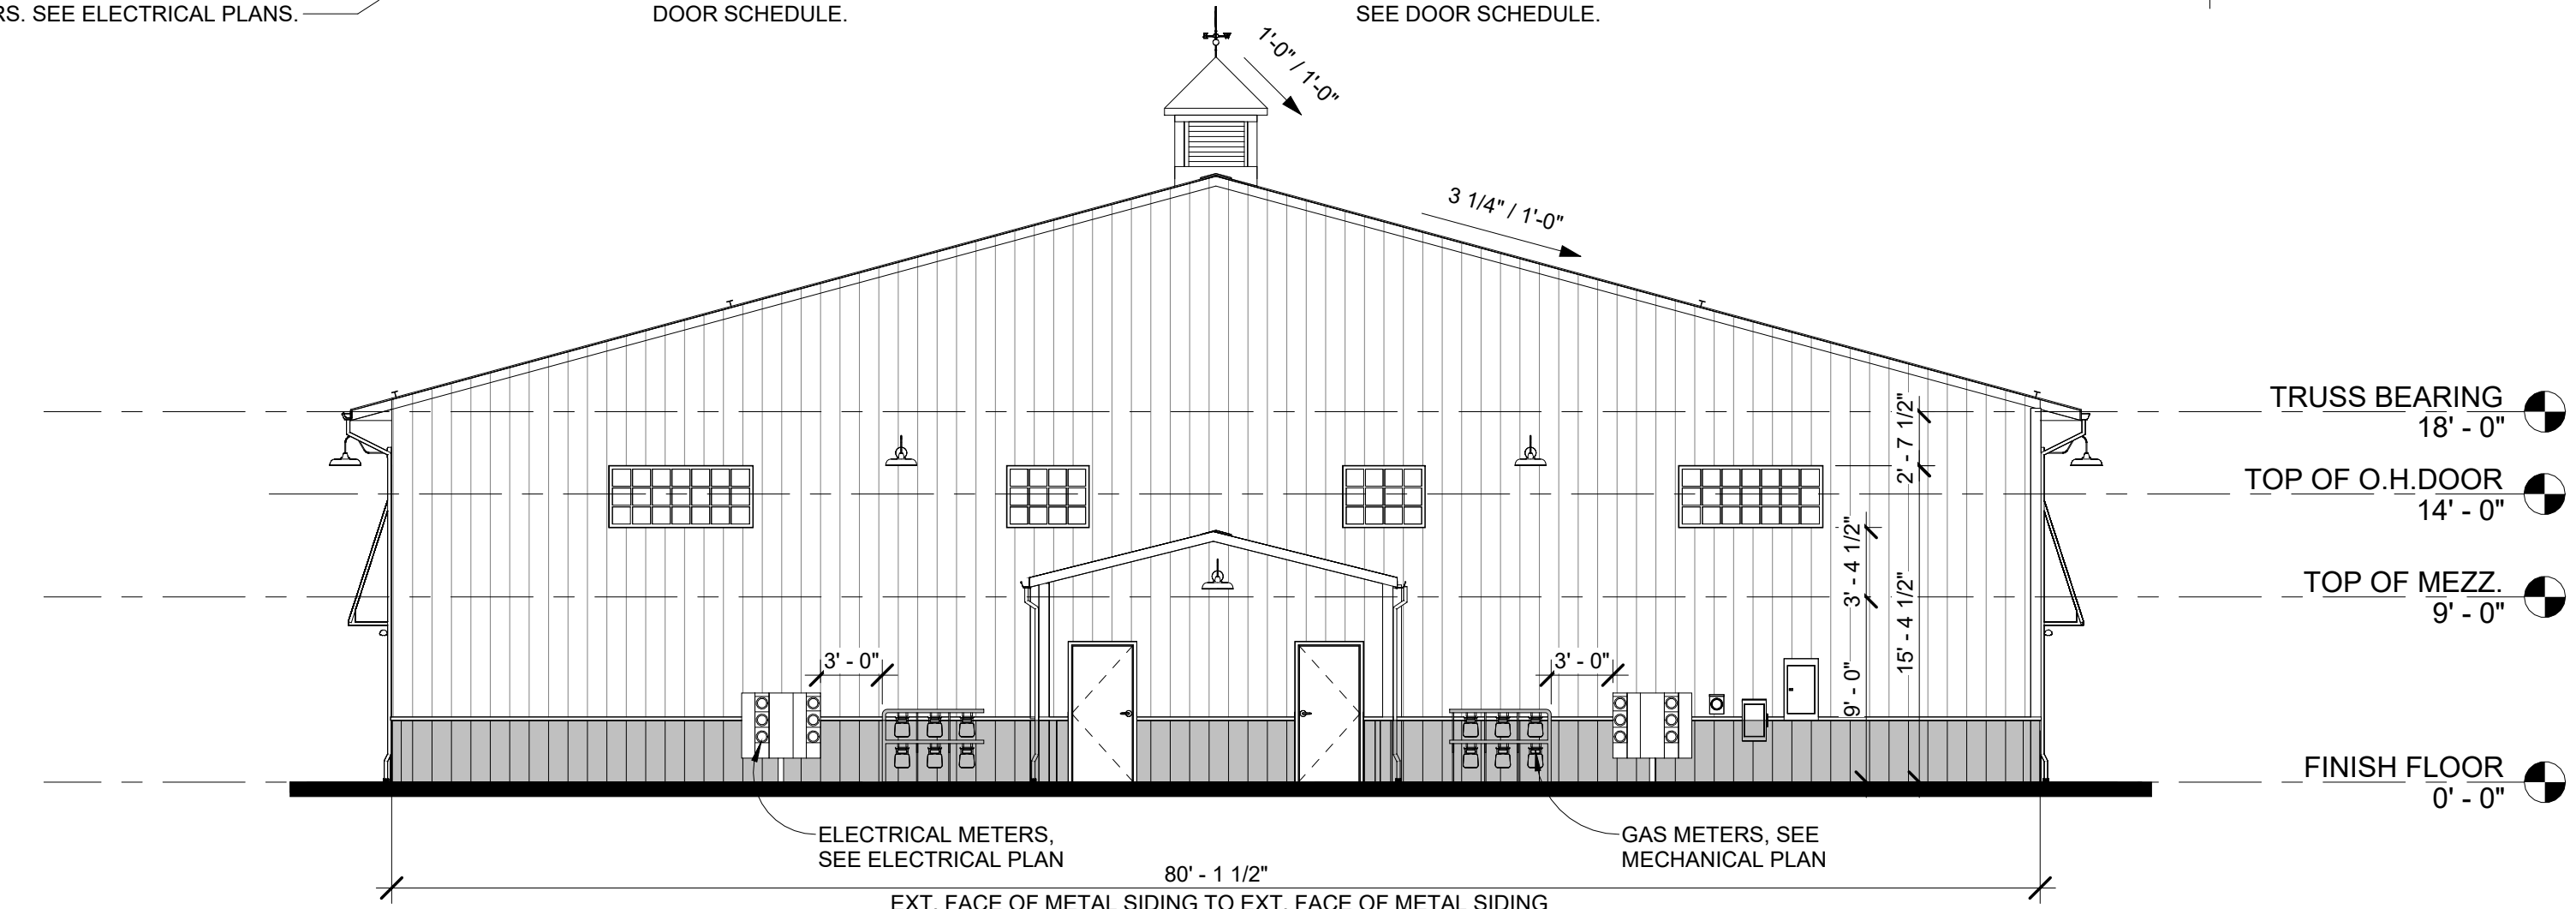 RS. SEE ELECTRICAL PLANS.
DOOR SCHEDULE.
SEE DOOR SCHEDULE.
1'-0" / 1'-0"
3 1/4" / 1'-0"
TRUSS BEARING
18' - 0"
TOP OF O.H.DOOR
14' - 0"
TOP OF MEZZ.
9' - 0"
FINISH FLOOR
0' - 0"
2' - 7 1/2"
3' - 4 1/2"
15' - 4 1/2"
9' - 0"
3' - 0"
3' - 0"
ELECTRICAL METERS,
SEE ELECTRICAL PLAN
GAS METERS, SEE
MECHANICAL PLAN
80' - 1 1/2"
EXT. FACE OF METAL SIDING TO EXT. FACE OF METAL SIDING